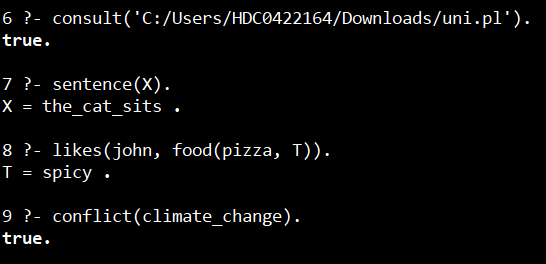 6 ?- consult('C:/Users/HDC0422164/Downloads/uni.pl').
true.
7 ?- sentence(X).
X = the_cat_sits .
8 ?- likes(john, food(pizza, T)).
T = spicy .
9 ?- conflict(climate_change).
true.